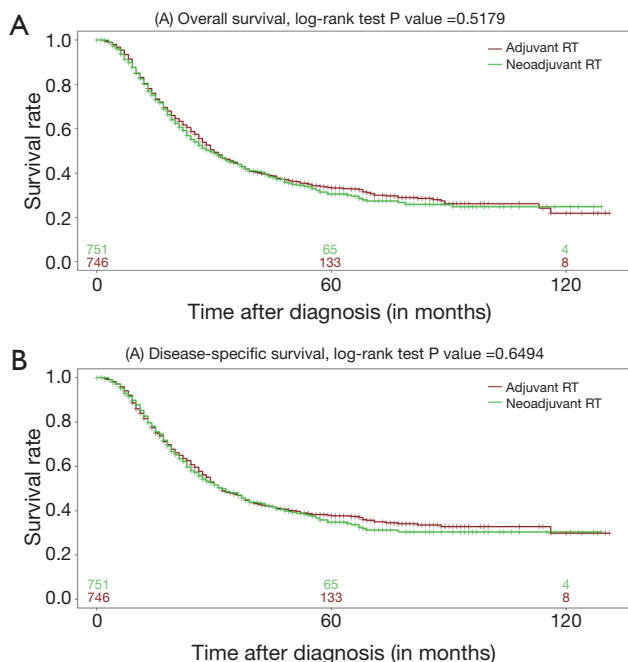 A
(A) Overall survival, log-rank test P value =0.5179
1.0
Adjuvant RT
Neoadjuvant RT
0.8
0.6
0.4
0.2
0.0
Survival rate
751 65 4
746 133 8
0 60 120
Time after diagnosis (in months)
B
(A) Disease-specific survival, log-rank test P value =0.6494
1.0
Adjuvant RT
Neoadjuvant RT
0.8
0.6
0.4
0.2
0.0
Survival rate
751 65 4
746 133 8
0 60 120
Time after diagnosis (in months)